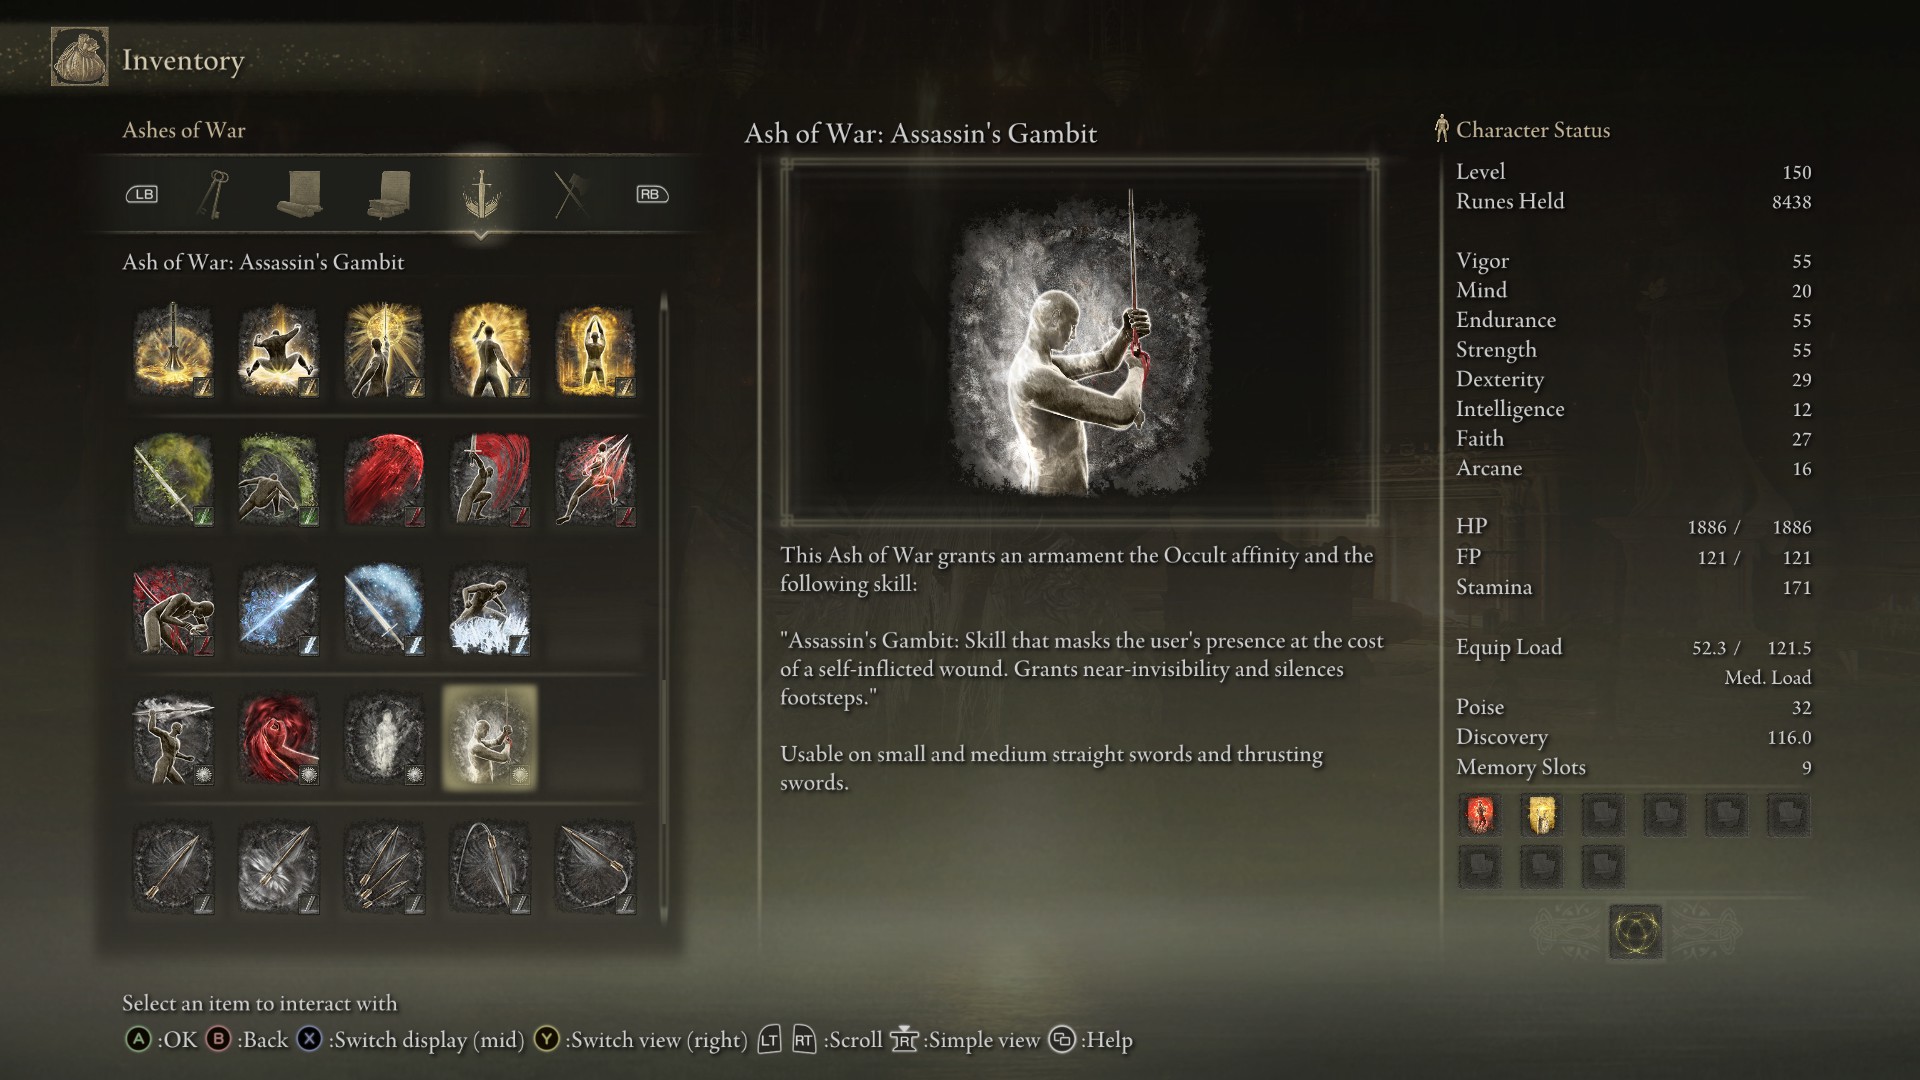 Inventory
Ashes of War
LB
RB
Ash of War: Assassin's Gambit
Ash of War: Assassin's Gambit
This Ash of War grants an armament the Occult affinity and the
following skill:
"Assassin's Gambit: Skill that masks the user's presence at the cost
of a self-inflicted wound. Grants near-invisibility and silences
footsteps."
Usable on small and medium straight swords and thrusting
swords.
Character Status
Level 150
Runes Held 8438
Vigor 55
Mind 20
Endurance 55
Strength 55
Dexterity 29
Intelligence 12
Faith 27
Arcane 16
HP 1886 / 1886
FP 121 / 121
Stamina 171
Equip Load 52.3 / 121.5
Med. Load
Poise 32
Discovery 116.0
Memory Slots 9
Select an item to interact with
A :OK B :Back X :Switch display (mid) Y :Switch view (right) LT RT :Scroll R :Simple view :Help